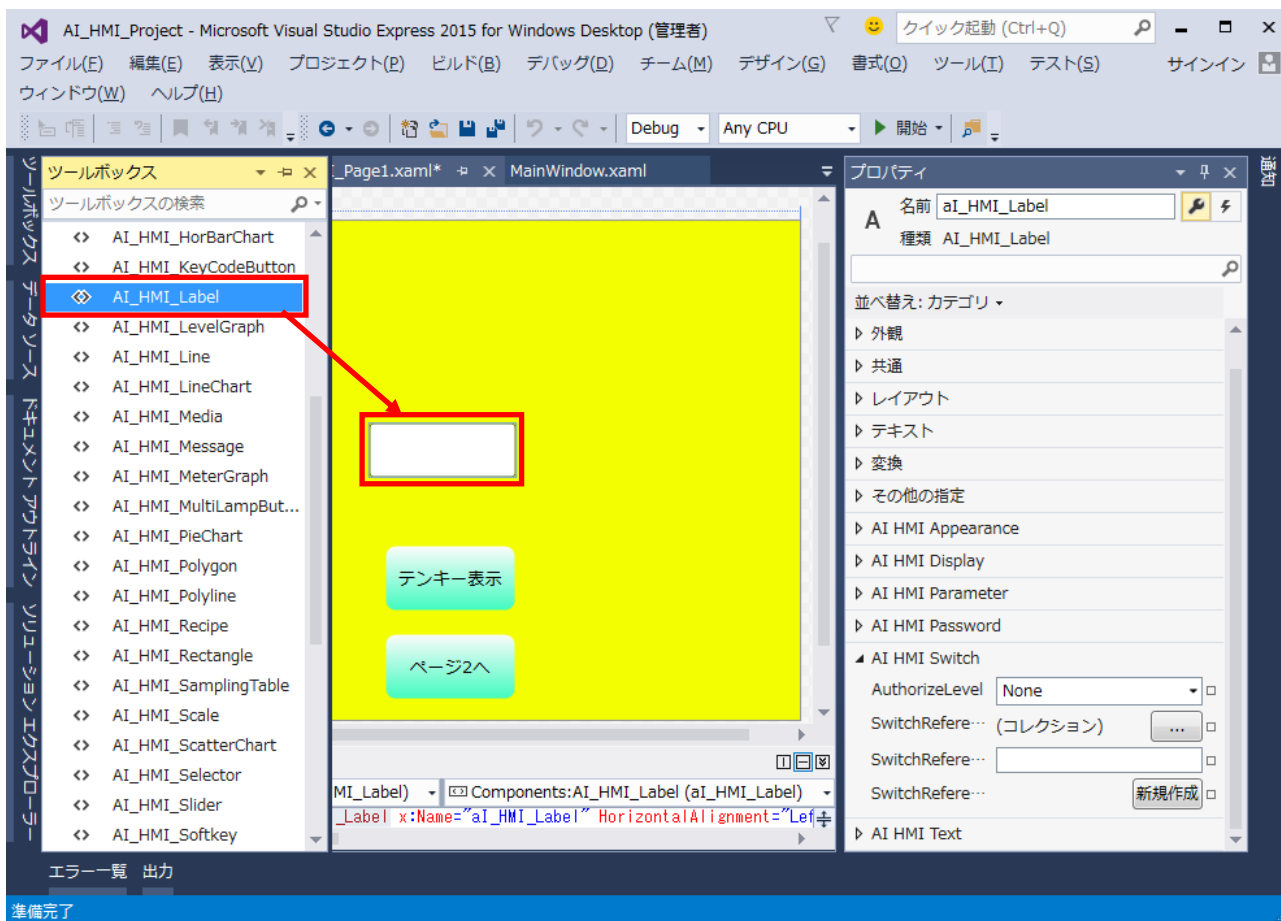 AI_HMI_Project - Microsoft Visual Studio Express 2015 for Windows Desktop (管理者)
クイック起動 (Ctrl+Q)
ファイル(F) 編集(E) 表示(V) プロジェクト(P) ビルド(B) デバッグ(D) チーム(M) デザイン(G) 書式(O) ツール(T) テスト(S) サインイン
ウィンドウ(W) ヘルプ(H)
Debug Any CPU 開始
ツールボックス
データ ソース
ドキュメント アウトライン
ソリューション エクスプローラー
ツールボックス
ツールボックスの検索
AI_HMI_HorBarChart
AI_HMI_KeyCodeButton
AI_HMI_Label
AI_HMI_LevelGraph
AI_HMI_Line
AI_HMI_LineChart
AI_HMI_Media
AI_HMI_Message
AI_HMI_MeterGraph
AI_HMI_MultiLampBut...
AI_HMI_PieChart
AI_HMI_Polygon
AI_HMI_Polyline
AI_HMI_Recipe
AI_HMI_Rectangle
AI_HMI_SamplingTable
AI_HMI_Scale
AI_HMI_ScatterChart
AI_HMI_Selector
AI_HMI_Slider
AI_HMI_Softkey
I_Page1.xaml* MainWindow.xaml
テンキー表示
ページ2へ
MI_Label) Components:AI_HMI_Label (aI_HMI_Label)
_Label x:Name="aI_HMI_Label" HorizontalAlignment="Lef
プロパティ
名前 aI_HMI_Label
種類 AI_HMI_Label
並べ替え: カテゴリ
外観
共通
レイアウト
テキスト
変換
その他の指定
AI HMI Appearance
AI HMI Display
AI HMI Parameter
AI HMI Password
AI HMI Switch
AuthorizeLevel None
SwitchRefere… (コレクション) ...
SwitchRefere…
SwitchRefere… 新規作成
AI HMI Text
通知
エラー一覧 出力
準備完了